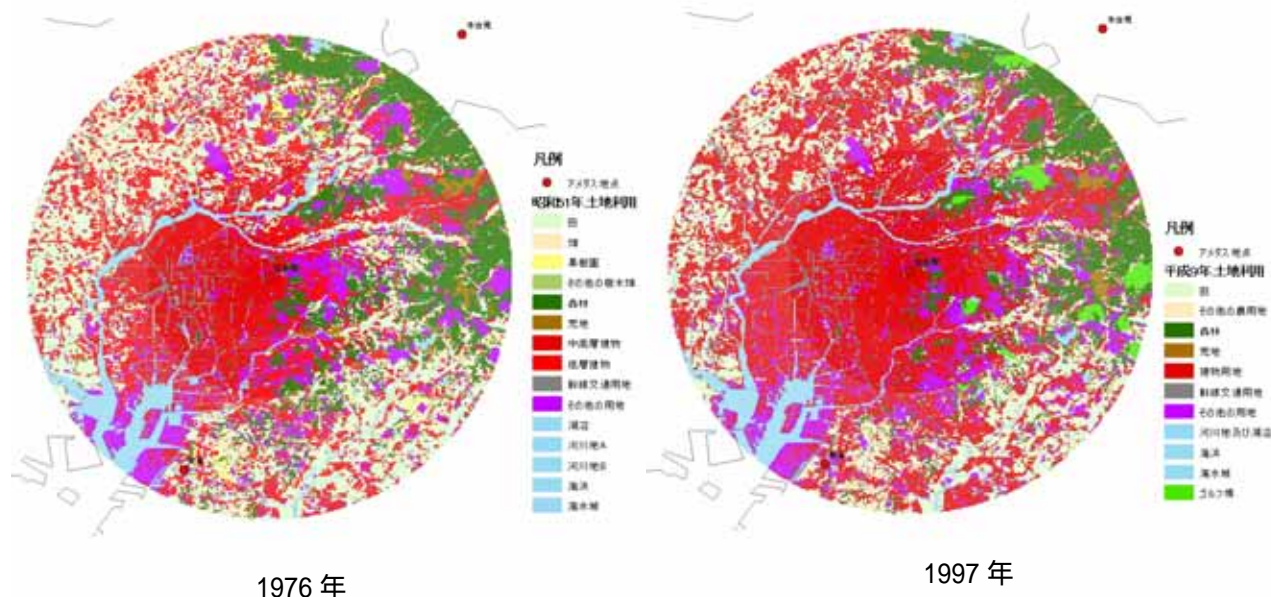 凡例
アメダス地点
昭和51年土地利用
田
畑
果樹園
その他の樹木畑
森林
荒地
中高層建物
低層建物
幹線交通用地
その他の用地
湖沼
河川地A
河川地B
海浜
海水域
1976 年
凡例
アメダス地点
平成9年土地利用
田
その他の農用地
森林
荒地
建物用地
幹線交通用地
その他の用地
河川地及び湖沼
海浜
海水域
ゴルフ場
1997 年